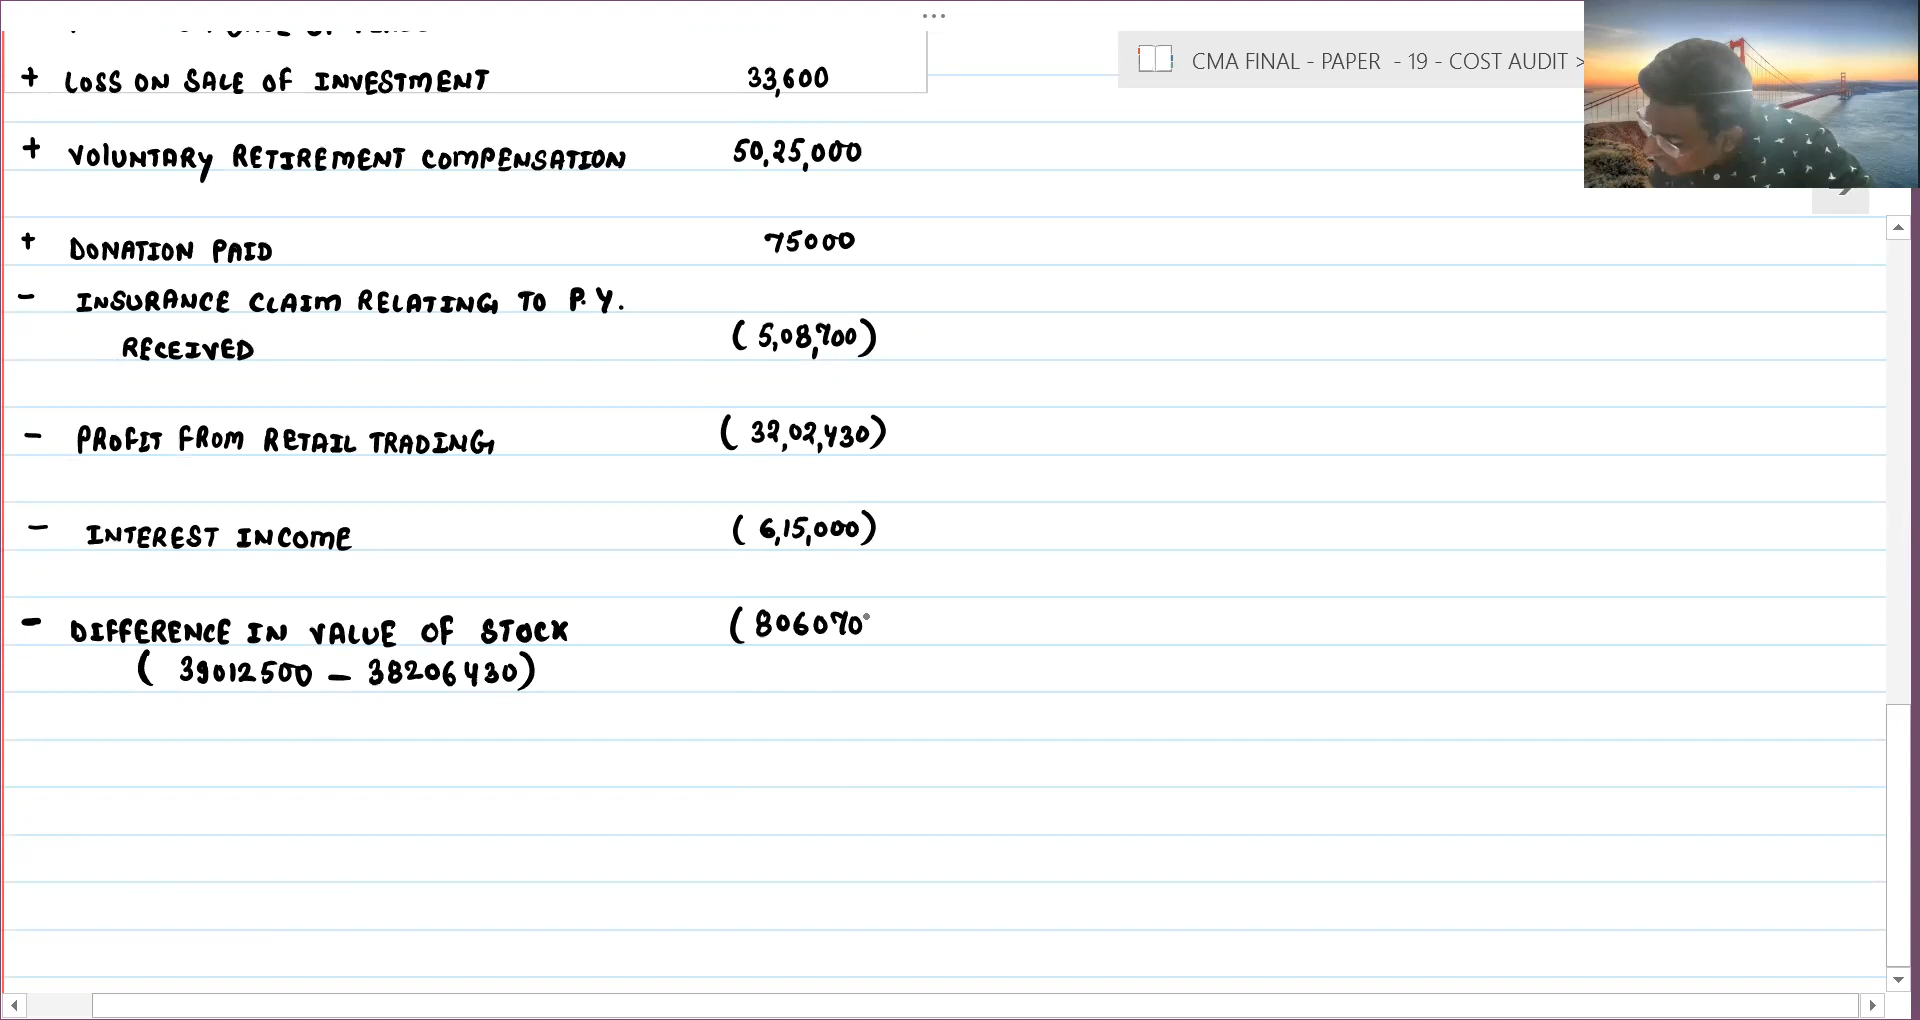 + LOSS ON SALE OF INVESTMENT 33,600
CMA FINAL - PAPER - 19 - COST AUDIT >
+ VOLUNTARY RETIREMENT COMPENSATION 50,25,000
+ DONATION PAID 75000
- INSURANCE CLAIM RELATING TO P.Y.
RECEIVED (5,08,700)
- PROFIT FROM RETAIL TRADING (32,02,430)
- INTEREST INCOME (6,15,000)
- DIFFERENCE IN VALUE OF STOCK (806070
(39012500 - 38206430)